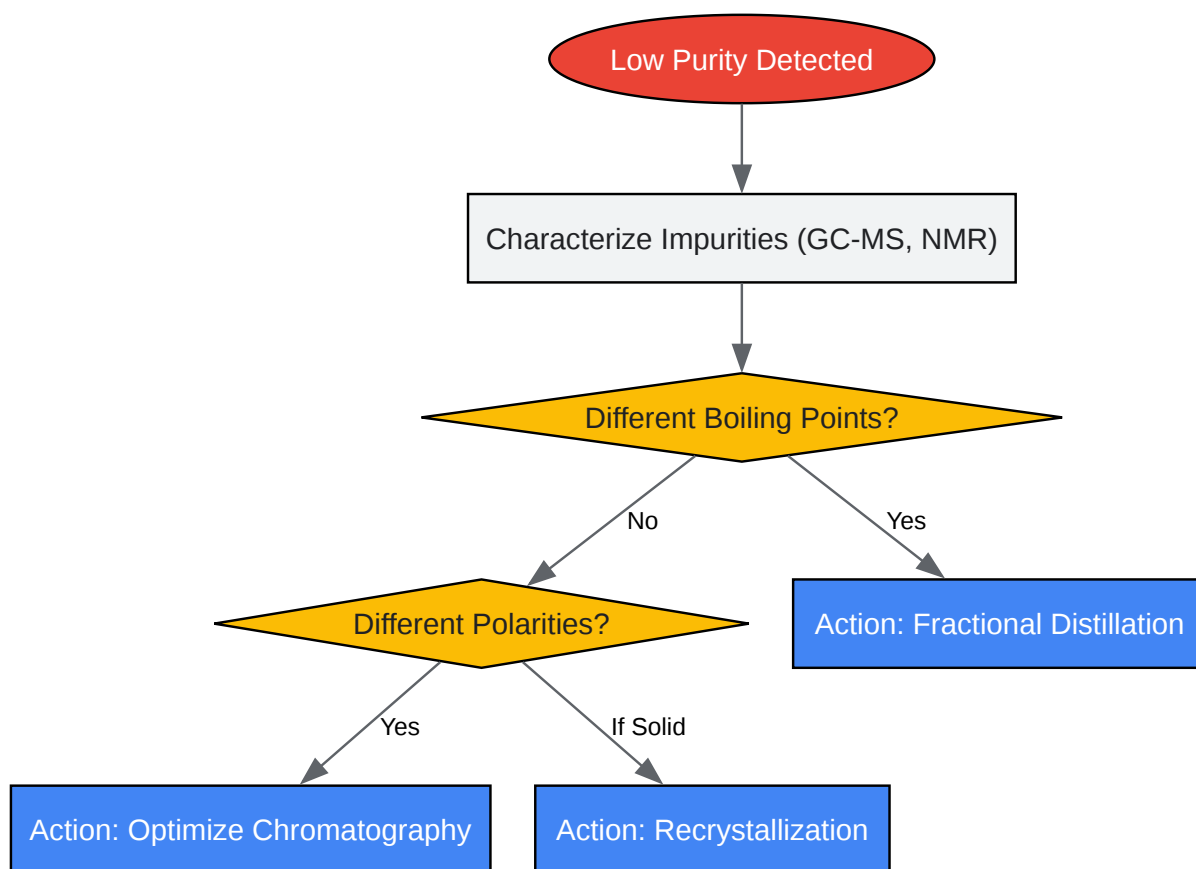 Low Purity Detected
Characterize Impurities (GC-MS, NMR)
Different Boiling Points?
No
Yes
Different Polarities?
Action: Fractional Distillation
Yes
If Solid
Action: Optimize Chromatography
Action: Recrystallization